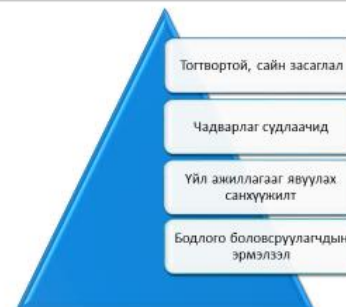 Тогтвортой, сайн засаглал
Чадварлаг судлаачид
Үйл ажиллагааг явуулах
санхүүжилт
Бодлого боловсруулагчдын
эрмэлзэл